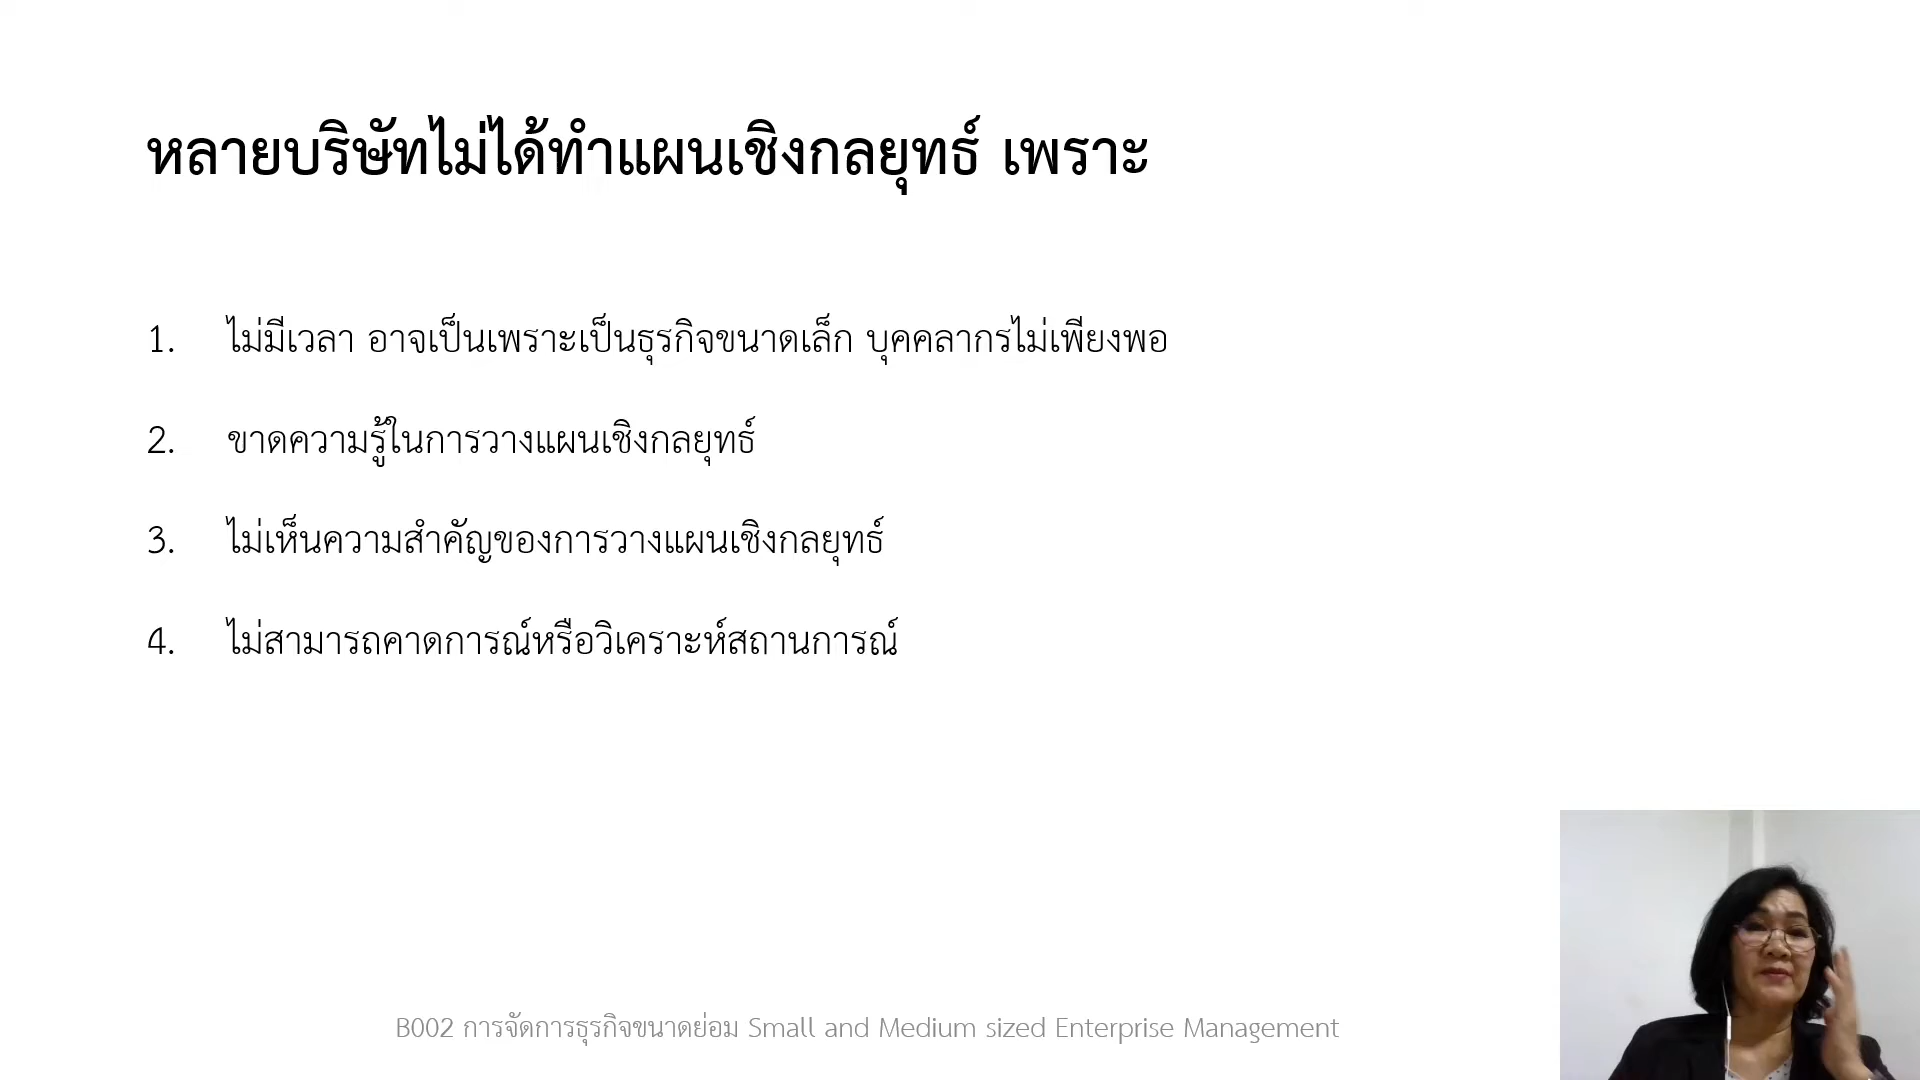 หลายบริษัทไม่ได้ทำแผนเชิงกลยุทธ์ เพราะ
1. ไม่มีเวลา อาจเป็นเพราะเป็นธุรกิจขนาดเล็ก บุคคลากรไม่เพียงพอ
2. ขาดความรู้ในการวางแผนเชิงกลยุทธ์
3. ไม่เห็นความสำคัญของการวางแผนเชิงกลยุทธ์
4. ไม่สามารถคาดการณ์หรือวิเคราะห์สถานการณ์
B002 การจัดการธุรกิจขนาดย่อม Small and Medium sized Enterprise Management